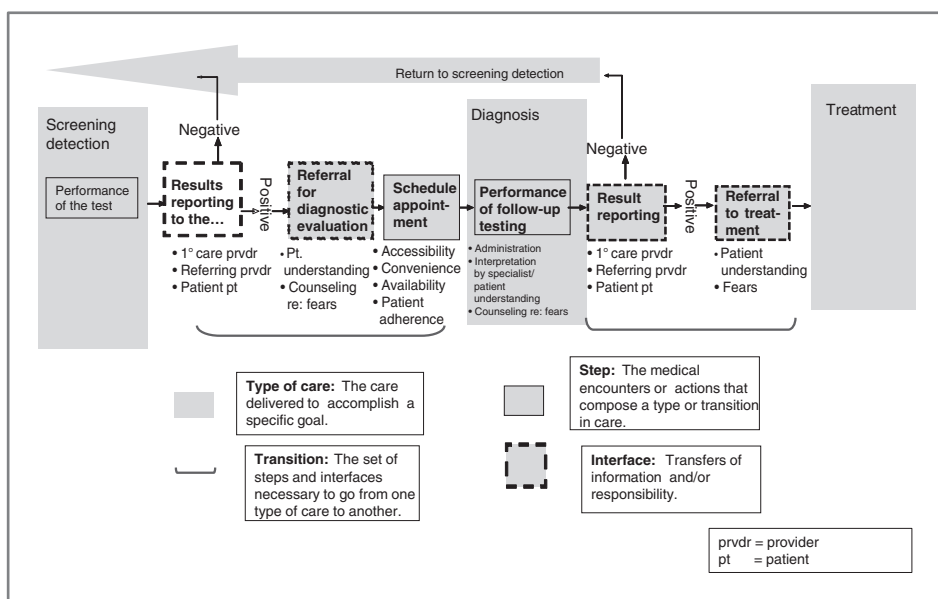 Return to screening detection
Screening
detection
Performance
of the test
Negative
Results
reporting
to the…
• 1° care prvdr
• Referring prvdr
• Patient pt
Positive
Referral
for
diagnostic
evaluation
• Pt.
understanding
• Counseling
re: fears
Schedule
appoint-
ment
• Accessibility
• Convenience
• Availability
• Patient
adherence
Diagnosis
Performance
of follow-up
testing
• Administration
• Interpretation
by specialist/
patient
understanding
• Counseling re: fears
Negative
Result
reporting
• 1° care prvdr
• Referring prvdr
• Patient pt
Positive
Referral
to treat-
ment
• Patient
understanding
• Fears
Treatment
Type of care: The care
delivered to accomplish a
specific goal.
Transition: The set of
steps and interfaces
necessary to go from one
type of care to another.
Step: The medical
encounters or actions that
compose a type or transition
in care.
Interface: Transfers of
information and/or
responsibility.
prvdr = provider
pt = patient